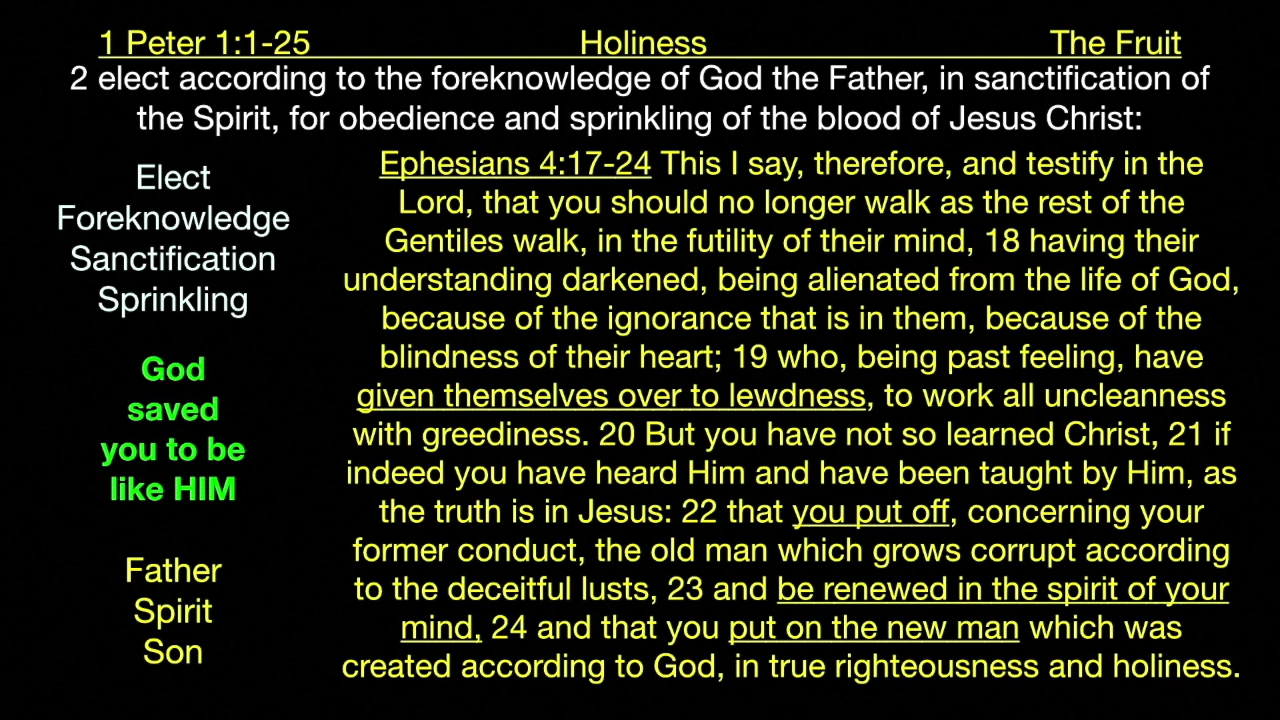 1 Peter 1:1-25 Holiness The Fruit
2 elect according to the foreknowledge of God the Father, in sanctification of
the Spirit, for obedience and sprinkling of the blood of Jesus Christ:
Elect
Foreknowledge
Sanctification
Sprinkling
God
saved
you to be
like HIM
Father
Spirit
Son
Ephesians 4:17-24 This I say, therefore, and testify in the
Lord, that you should no longer walk as the rest of the
Gentiles walk, in the futility of their mind, 18 having their
understanding darkened, being alienated from the life of God,
because of the ignorance that is in them, because of the
blindness of their heart; 19 who, being past feeling, have
given themselves over to lewdness, to work all uncleanness
with greediness. 20 But you have not so learned Christ, 21 if
indeed you have heard Him and have been taught by Him, as
the truth is in Jesus: 22 that you put off, concerning your
former conduct, the old man which grows corrupt according
to the deceitful lusts, 23 and be renewed in the spirit of your
mind, 24 and that you put on the new man which was
created according to God, in true righteousness and holiness.